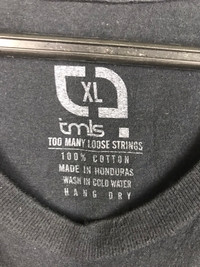 XL
tmls
TOO MANY LOOSE STRINGS
100% COTTON
MADE IN HONDURAS
WASH IN COLD WATER
HANG DRY